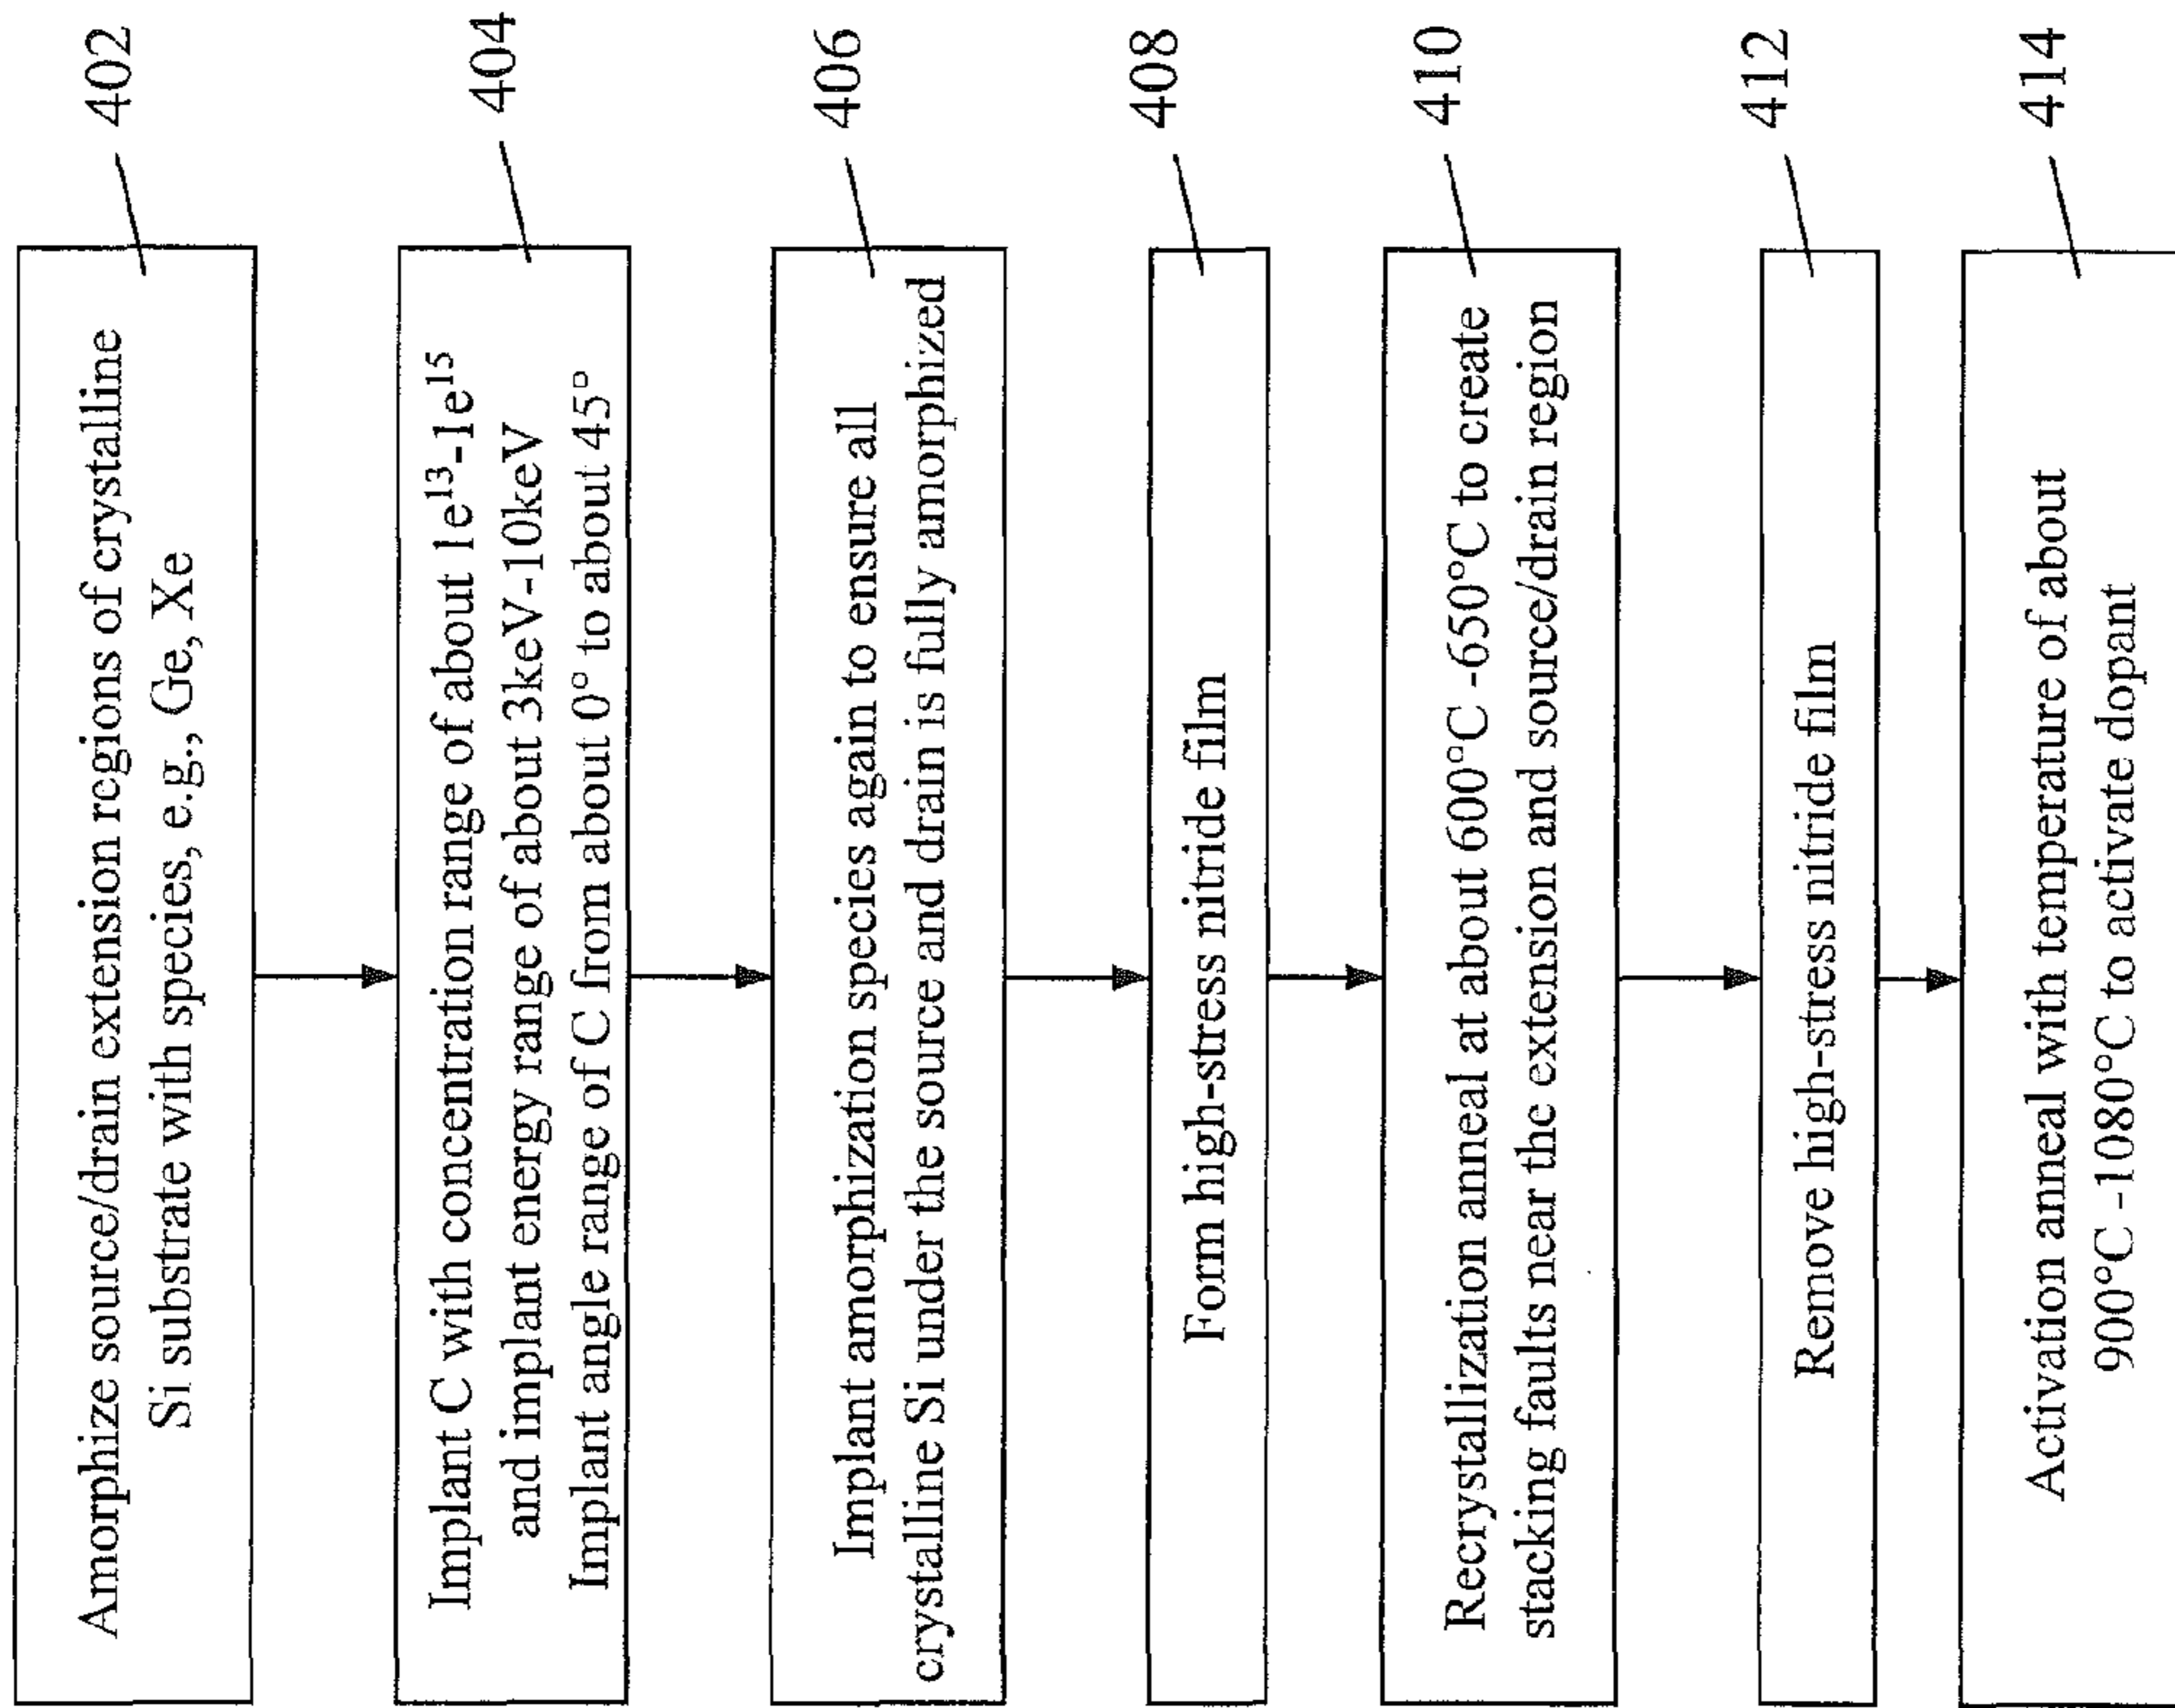 Amorphize source/drain extension regions of crystalline
Si substrate with species, e.g., Ge, Xe
402
Implant C with concentration range of about 1e¹³-1e¹⁵
and implant energy range of about 3keV-10keV
Implant angle range of C from about 0° to about 45°
404
Implant amorphization species again to ensure all
crystalline Si under the source and drain is fully amorphized
406
Form high-stress nitride film
408
Recrystallization anneal at about 600°C -650°C to create
stacking faults near the extension and source/drain region
410
Remove high-stress nitride film
412
Activation anneal with temperature of about
900°C -1080°C to activate dopant
414